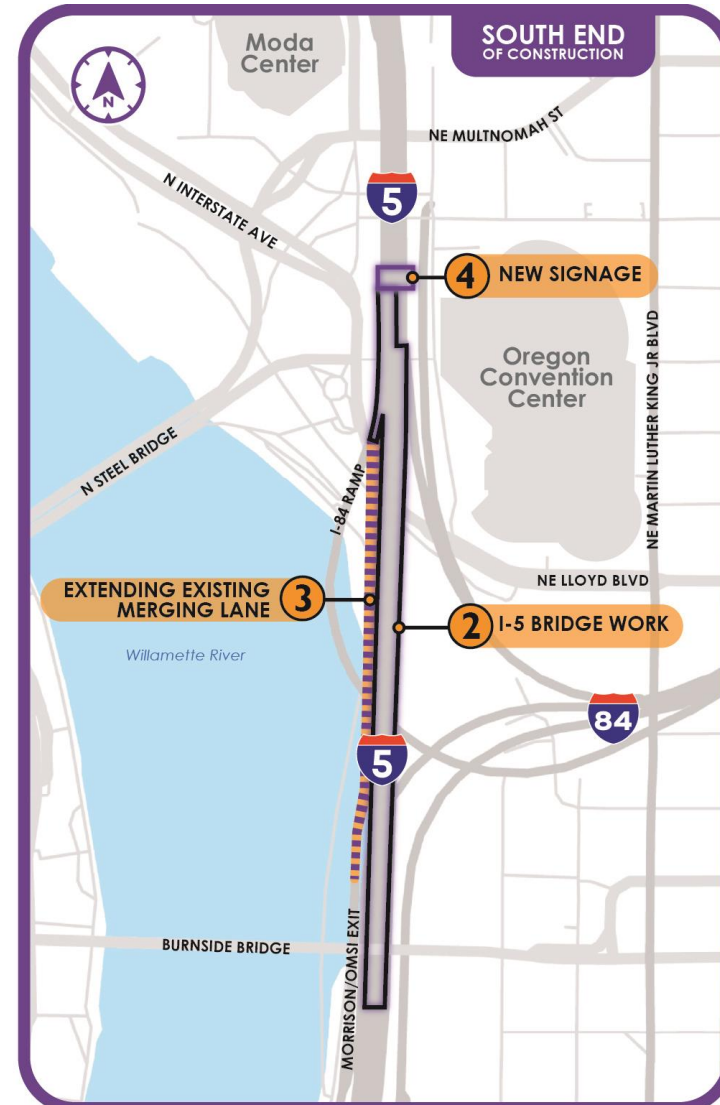 SOUTH END
OF CONSTRUCTION
Moda
Center
N
NE MULTNOMAH ST
N INTERSTATE AVE
5
4 NEW SIGNAGE
Oregon
Convention
Center
NE MARTIN LUTHER KING JR BLVD
N STEEL BRIDGE
I-84 RAMP
NE LLOYD BLVD
EXTENDING EXISTING
MERGING LANE 3
2 I-5 BRIDGE WORK
Willamette River
84
5
BURNSIDE BRIDGE
MORRISON/OMSI EXIT